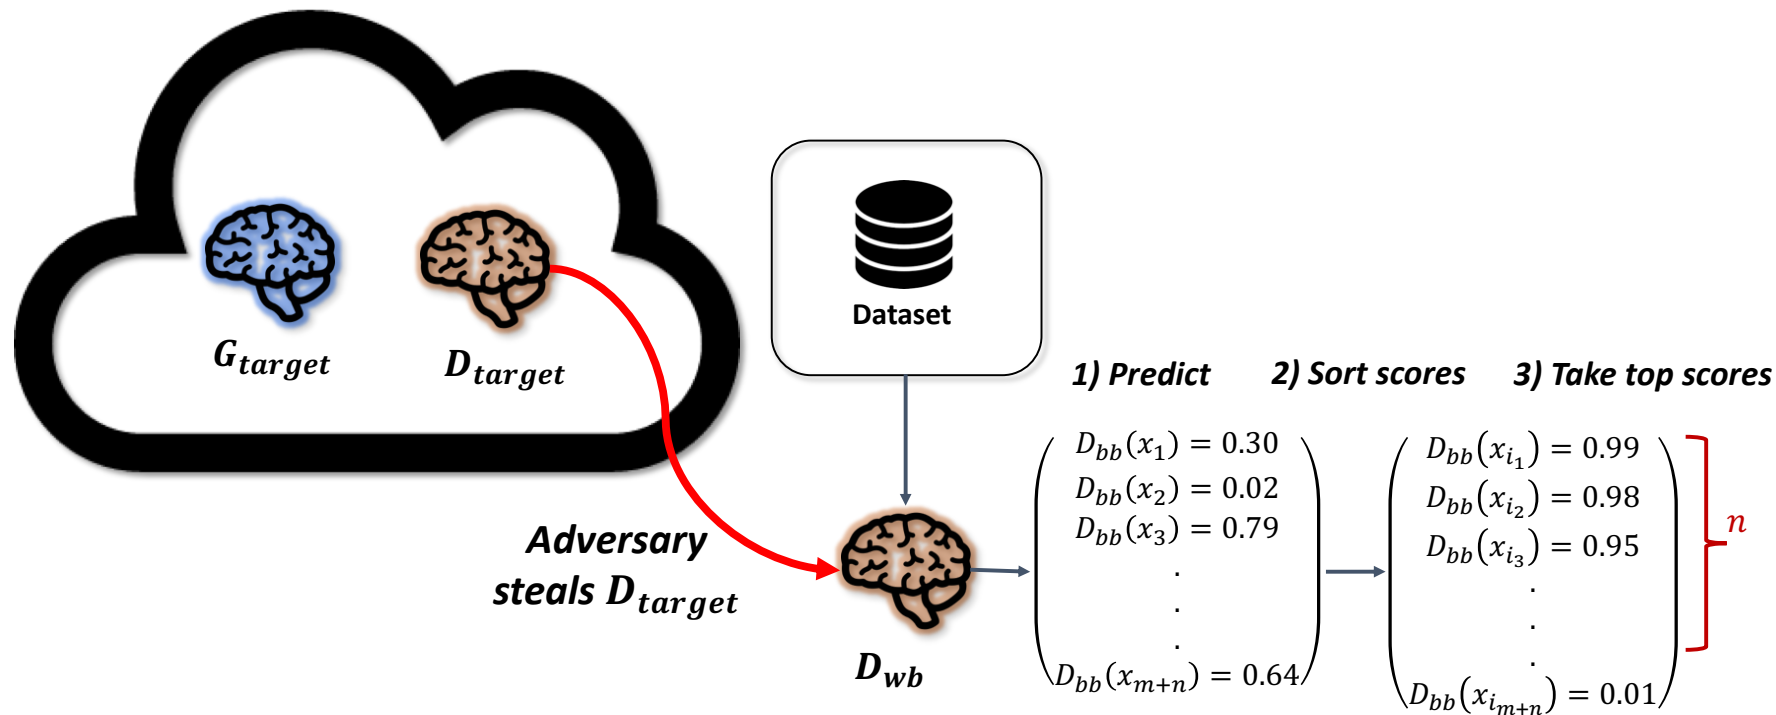 G_target
D_target
Dataset
Adversary
steals D_target
D_wb
1) Predict
2) Sort scores
3) Take top scores
D_bb(x_1) = 0.30
D_bb(x_2) = 0.02
D_bb(x_3) = 0.79
.
.
.
D_bb(x_{m+n}) = 0.64
D_bb(x_{i_1}) = 0.99
D_bb(x_{i_2}) = 0.98
D_bb(x_{i_3}) = 0.95
.
.
.
D_bb(x_{i_{m+n}}) = 0.01
n